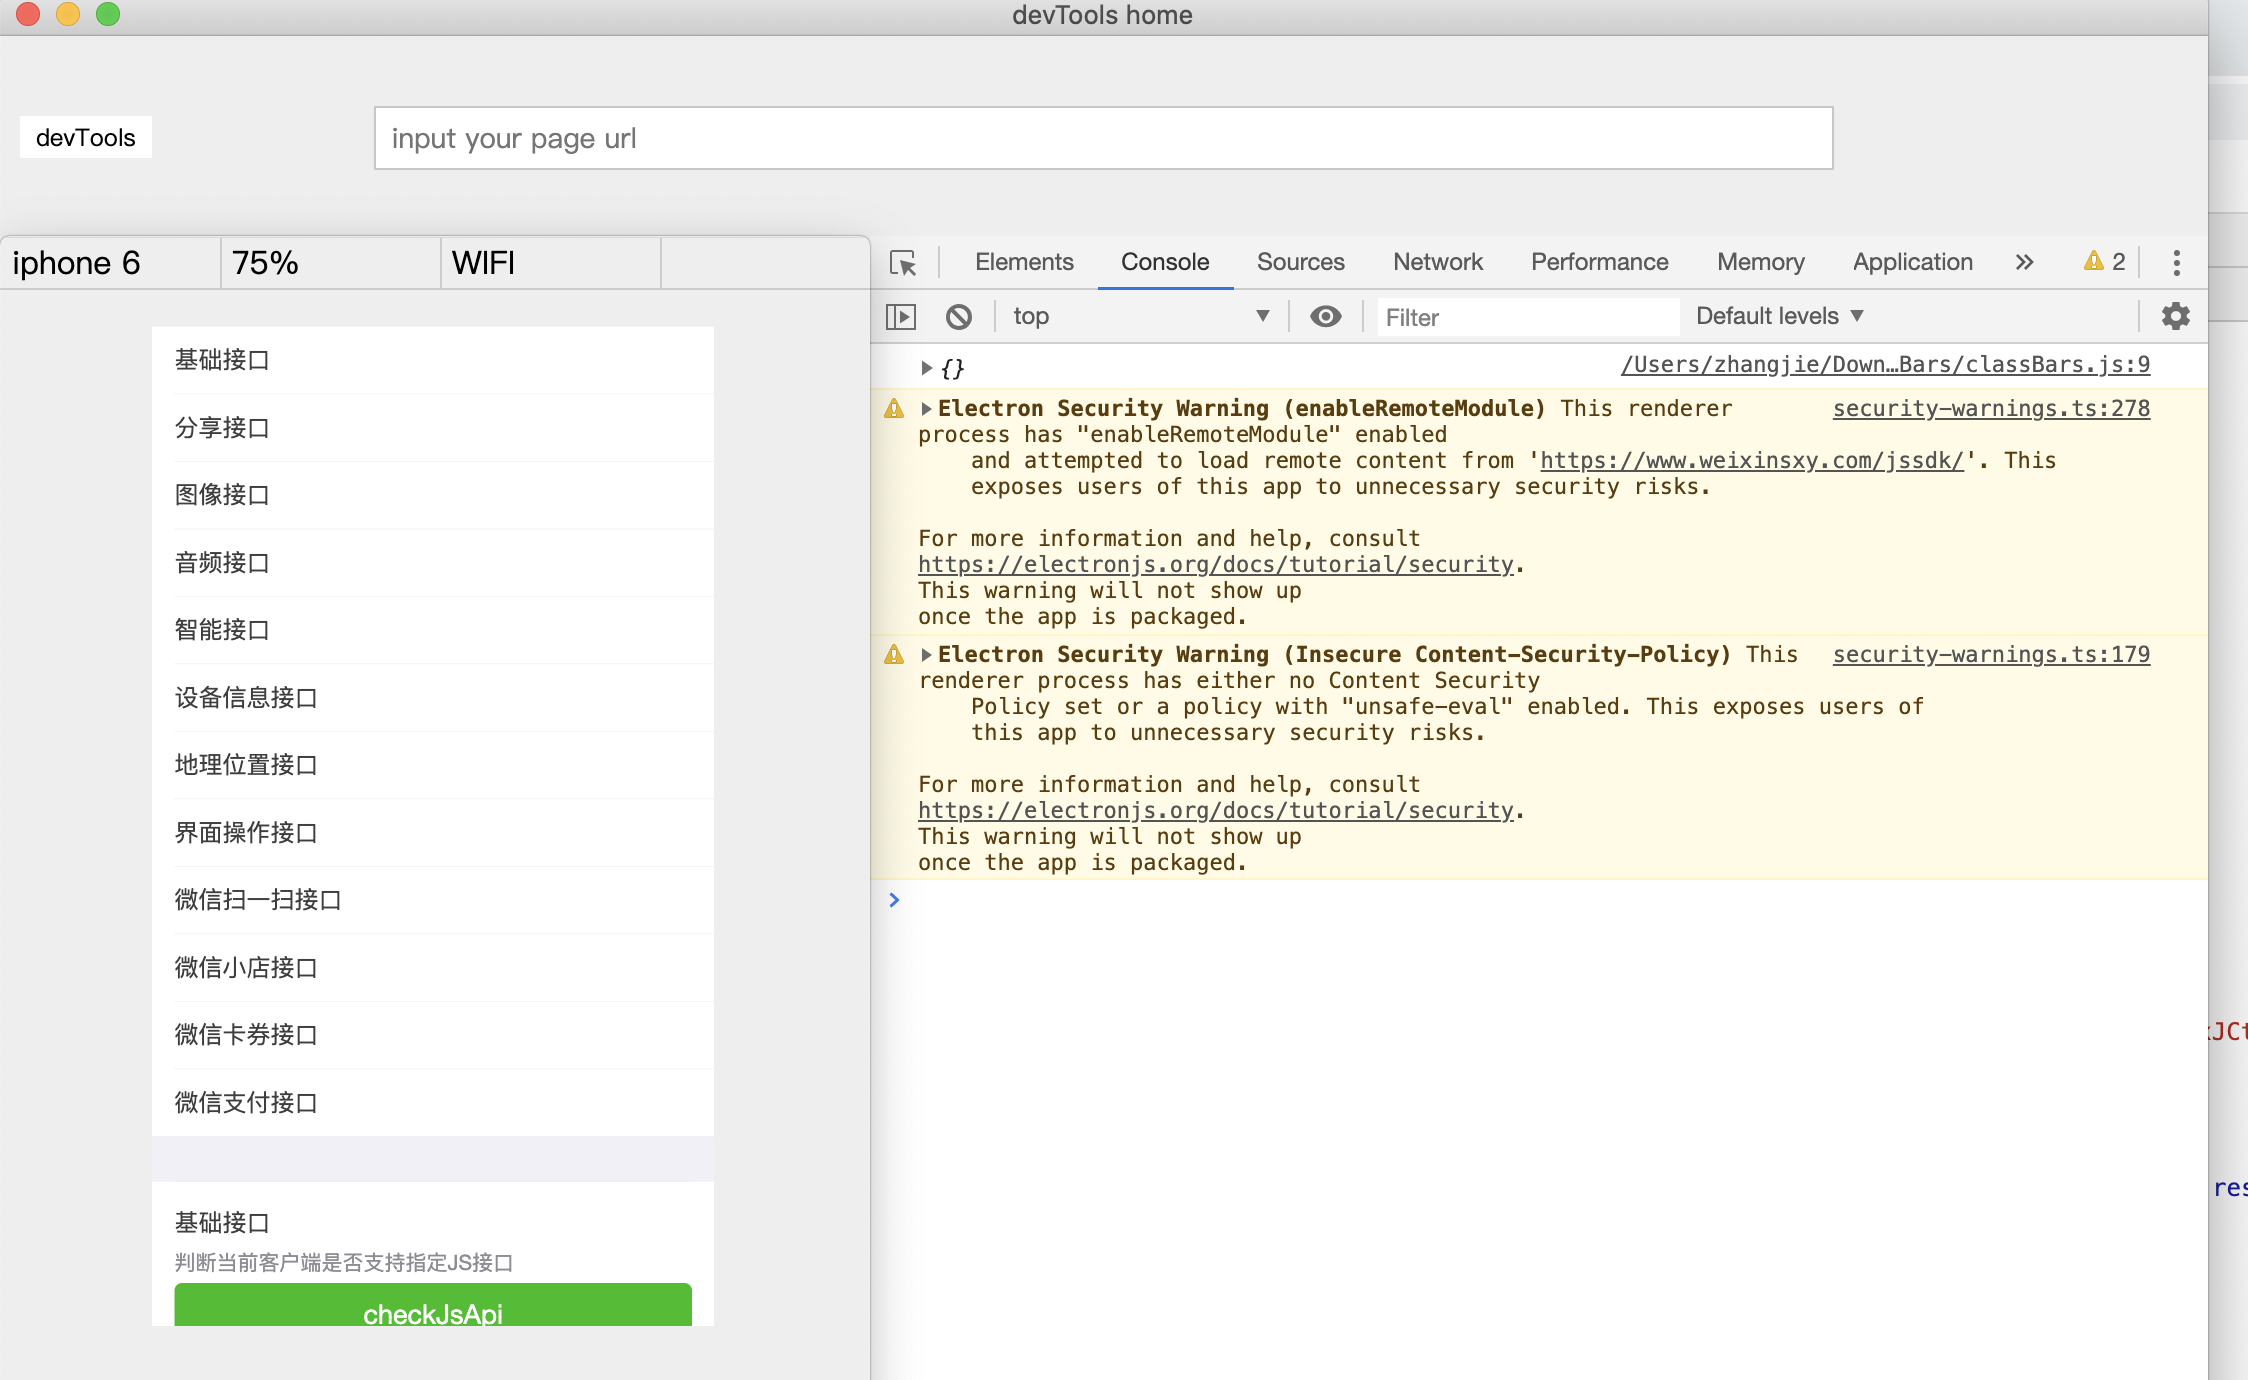 devTools home
devTools
input your page url
iphone 6
75%
WIFI
基础接口
分享接口
图像接口
音频接口
智能接口
设备信息接口
地理位置接口
界面操作接口
微信扫一扫接口
微信小店接口
微信卡券接口
微信支付接口
基础接口
判断当前客户端是否支持指定JS接口
checkJsApi
Elements Console Sources Network Performance Memory Application » 2
top Filter Default levels
{} /Users/zhangjie/Down…Bars/classBars.js:9
Electron Security Warning (enableRemoteModule) This renderer security-warnings.ts:278
process has "enableRemoteModule" enabled
and attempted to load remote content from 'https://www.weixinsxy.com/jssdk/'. This
exposes users of this app to unnecessary security risks.
For more information and help, consult
https://electronjs.org/docs/tutorial/security.
This warning will not show up
once the app is packaged.
Electron Security Warning (Insecure Content-Security-Policy) This security-warnings.ts:179
renderer process has either no Content Security
Policy set or a policy with "unsafe-eval" enabled. This exposes users of
this app to unnecessary security risks.
For more information and help, consult
https://electronjs.org/docs/tutorial/security.
This warning will not show up
once the app is packaged.
res